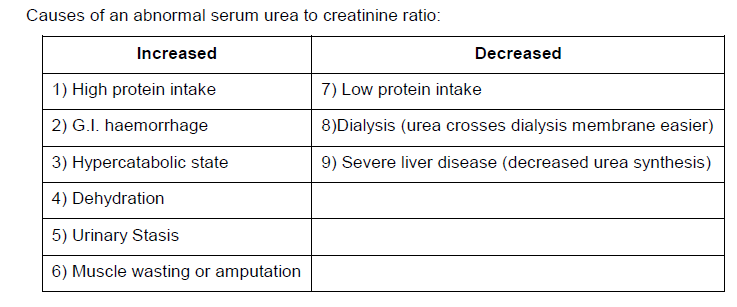 Causes of an abnormal serum urea to creatinine ratio:
Increased Decreased
1) High protein intake 7) Low protein intake
2) G.I. haemorrhage 8)Dialysis (urea crosses dialysis membrane easier)
3) Hypercatabolic state 9) Severe liver disease (decreased urea synthesis)
4) Dehydration
5) Urinary Stasis
6) Muscle wasting or amputation